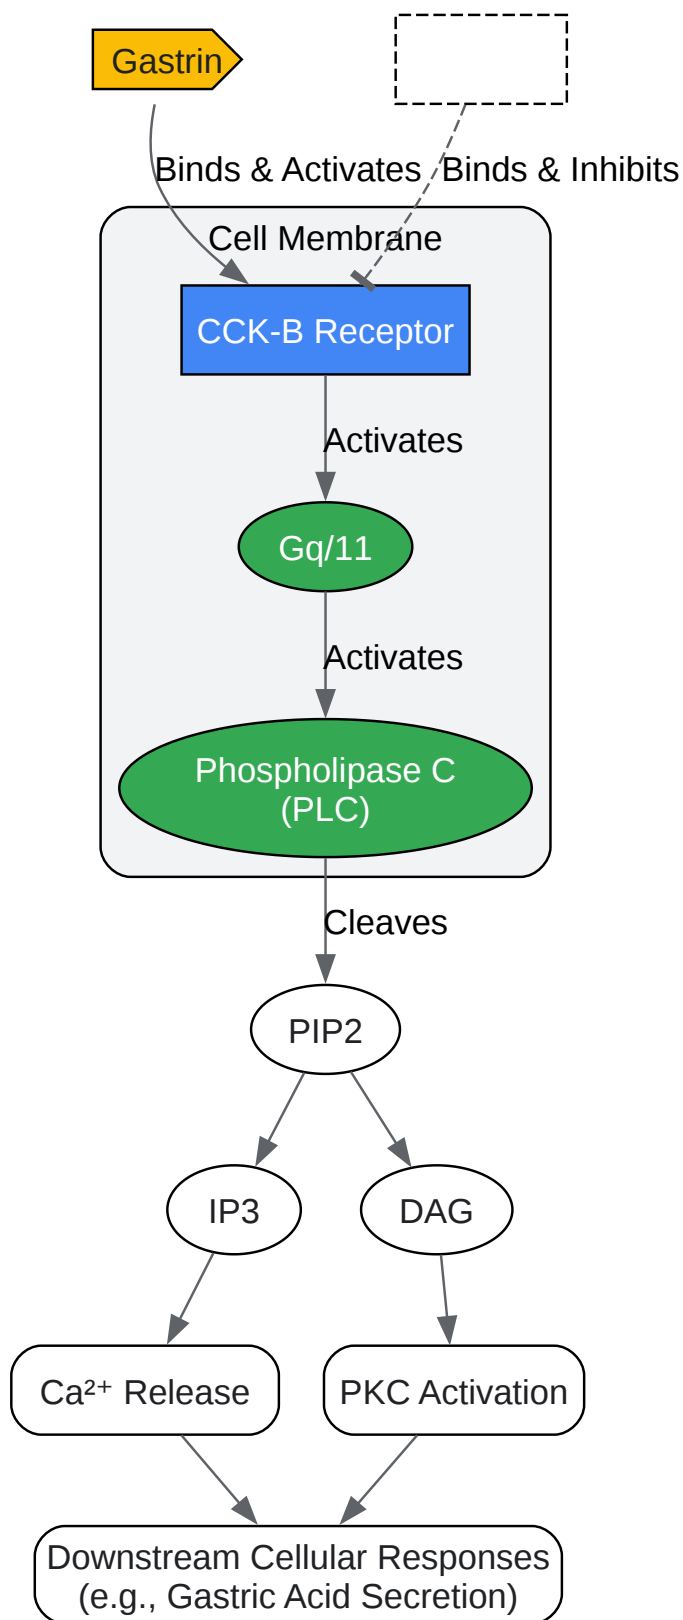 Gastrin
Binds & Activates
Binds & Inhibits
Cell Membrane
CCK-B Receptor
Activates
Gq/11
Activates
Phospholipase C
(PLC)
Cleaves
PIP2
IP3
DAG
Ca²⁺ Release
PKC Activation
Downstream Cellular Responses
(e.g., Gastric Acid Secretion)